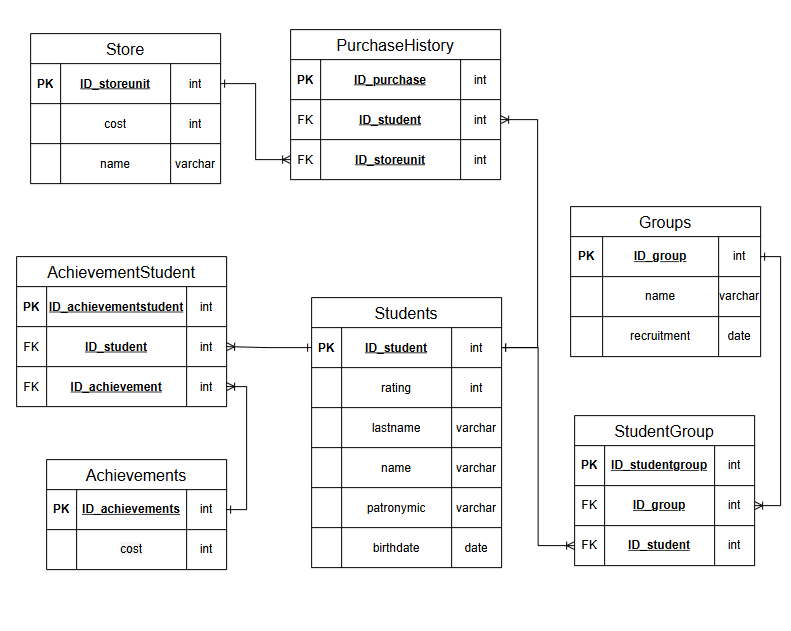 Store
PK ID_storeunit int
cost int
name varchar
PurchaseHistory
PK ID_purchase int
FK ID_student int
FK ID_storeunit int
Groups
PK ID_group int
name varchar
recruitment date
AchievementStudent
PK ID_achievementstudent int
FK ID_student int
FK ID_achievement int
Students
PK ID_student int
rating int
lastname varchar
name varchar
patronymic varchar
birthdate date
StudentGroup
PK ID_studentgroup int
FK ID_group int
FK ID_student int
Achievements
PK ID_achievements int
cost int